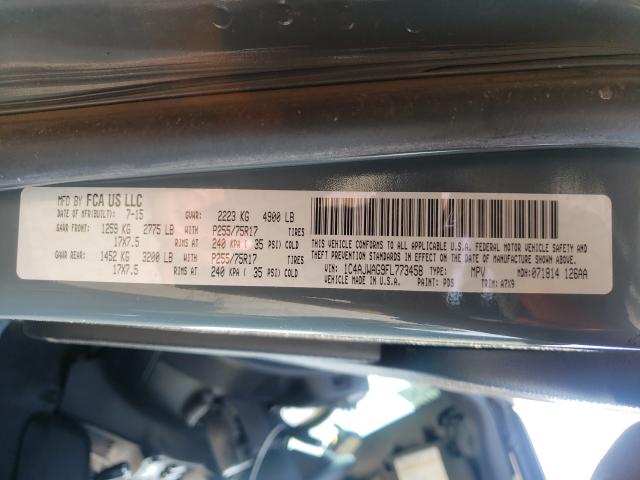 MFD BY FCA US LLC
DATE OF MFR(BUILT): 7-15 GVWR: 2223 KG 4900 LB
GAWR FRONT: 1259 KG 2775 LB WITH P255/75R17 TIRES
17X7.5 RIMS AT 240 KPA ( 35 PSI) COLD
GAWR REAR: 1452 KG 3200 LB WITH P255/75R17 TIRES
17X7.5 RIMS AT 240 KPA ( 35 PSI) COLD
THIS VEHICLE CONFORMS TO ALL APPLICABLE U.S.A. FEDERAL MOTOR VEHICLE SAFETY AND
THEFT PREVENTION STANDARDS IN EFFECT ON THE DATE OF MANUFACTURE SHOWN ABOVE.
VIN: 1C4AJWAG9FL773458 TYPE: MPV MDH: 071814 126AA
VEHICLE MADE IN U.S.A. PAINT: PDS TRIM: A7X9